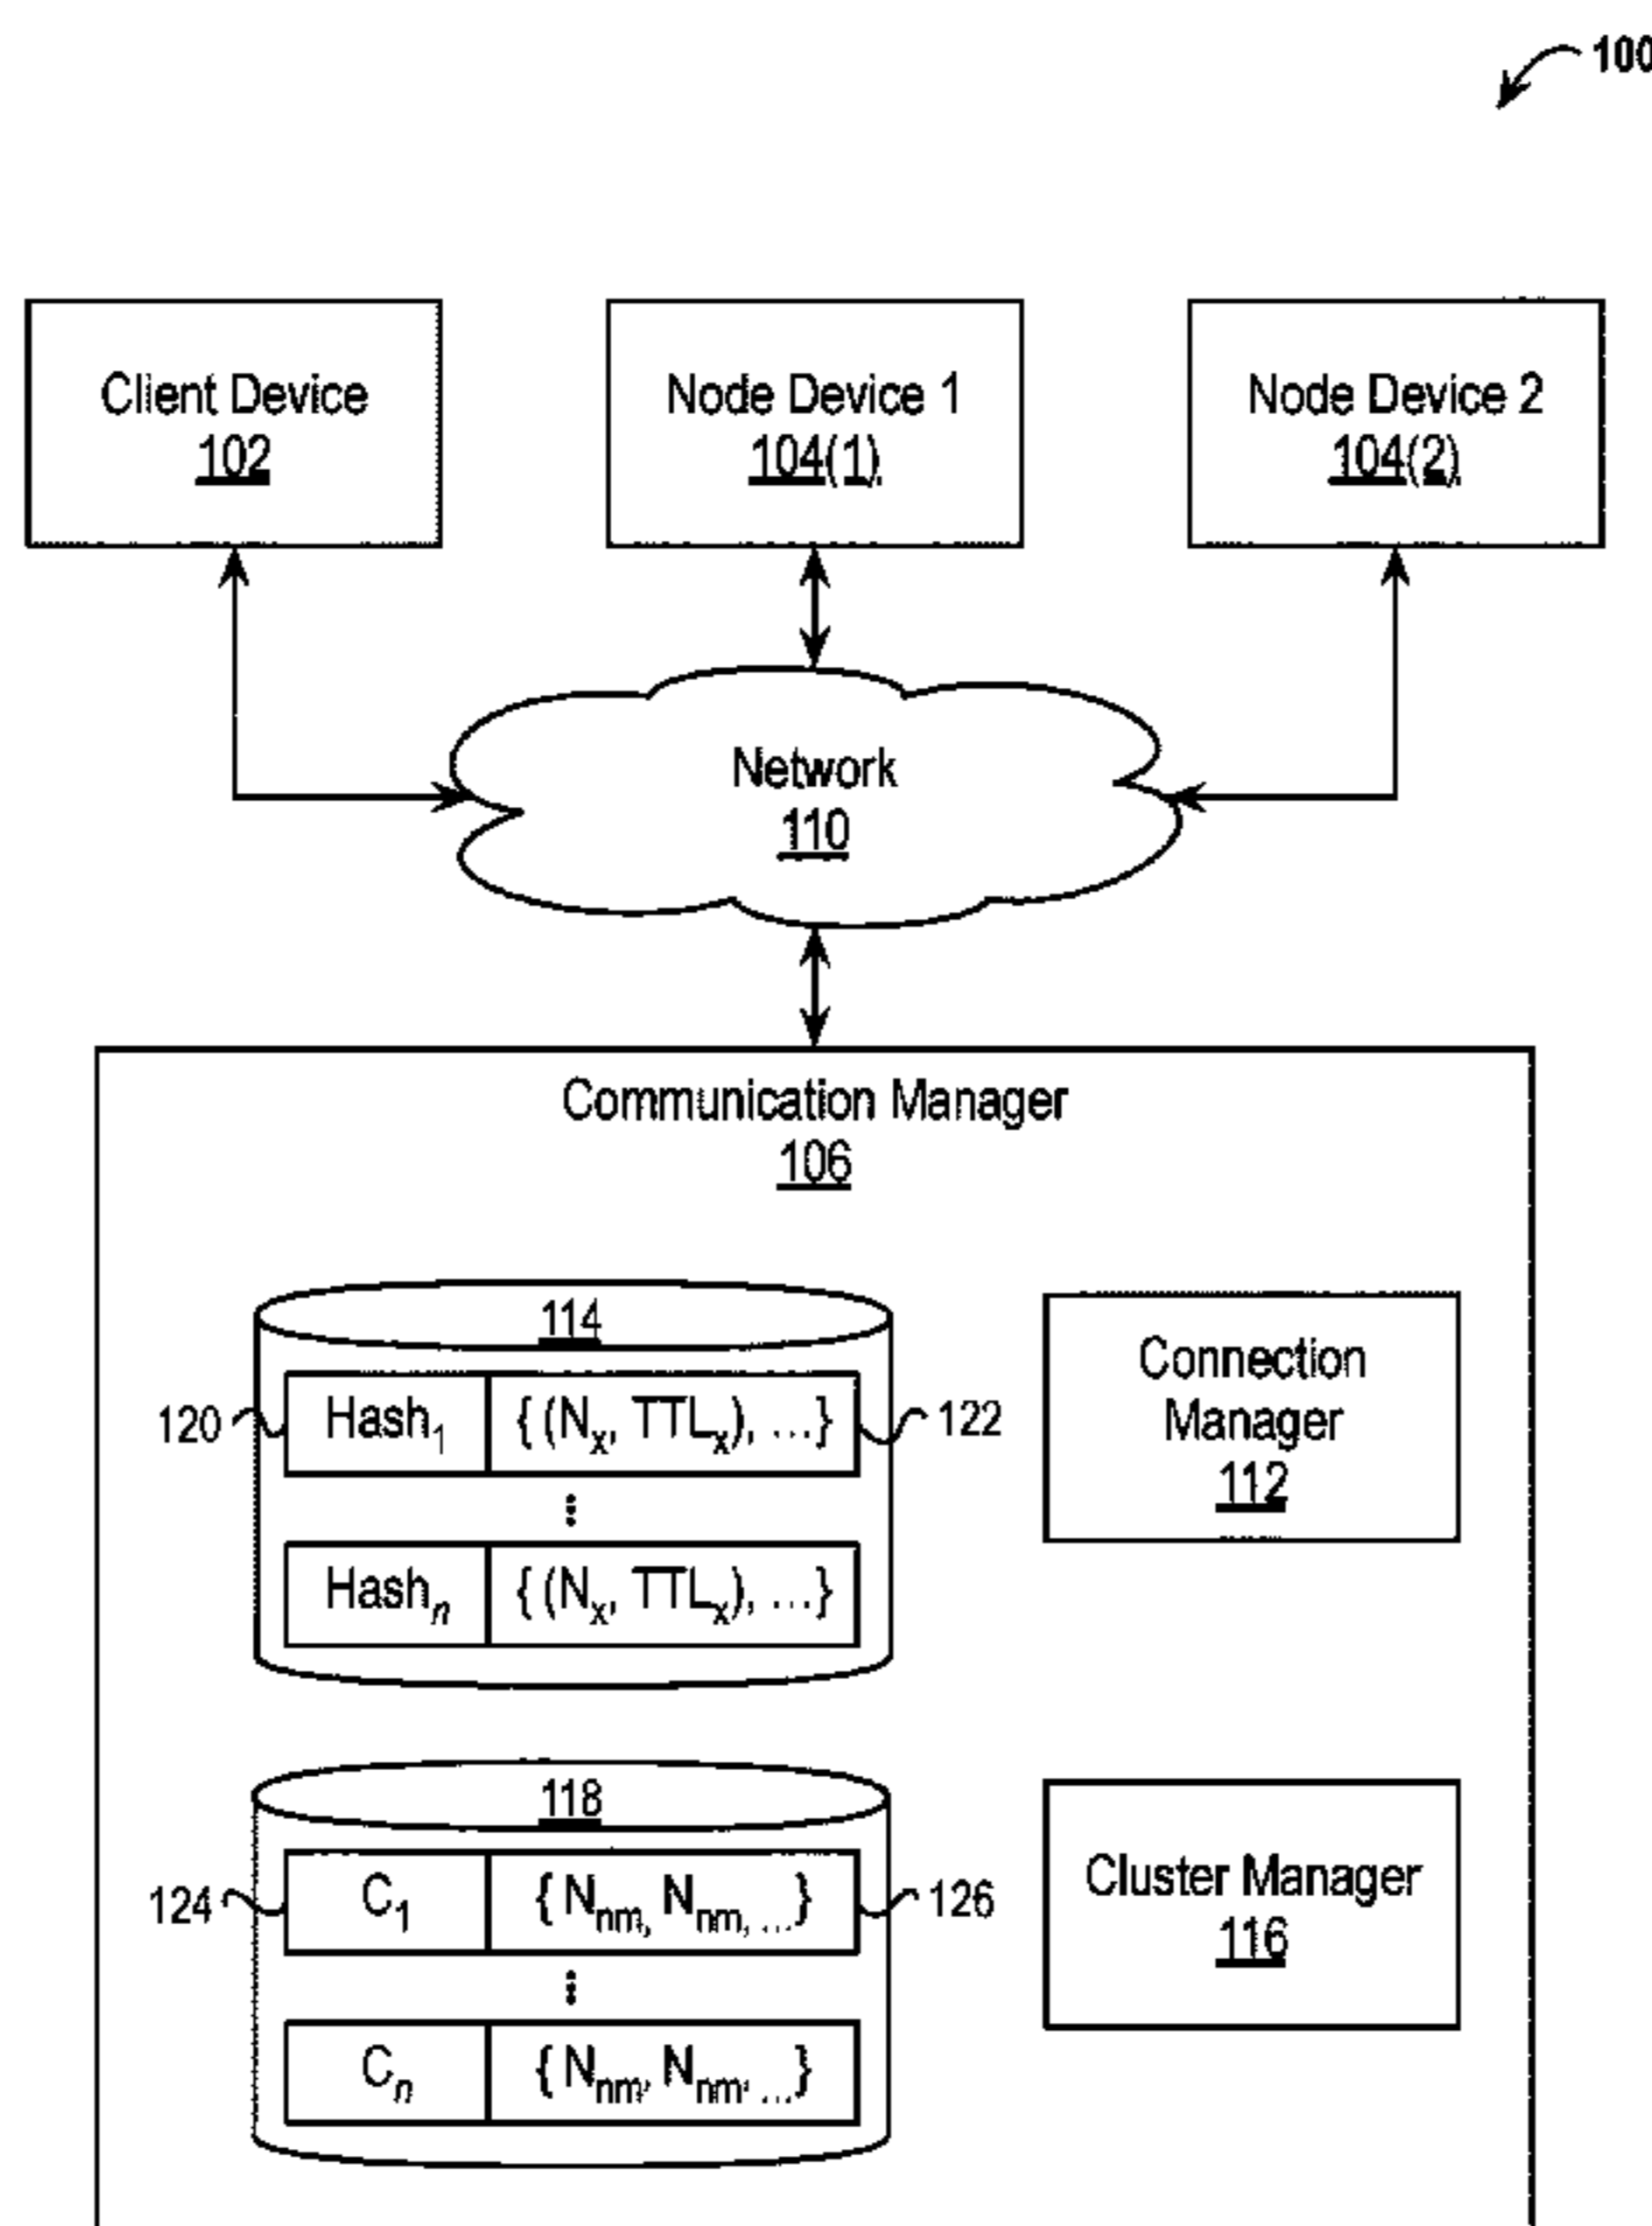 100
Client Device
102
Node Device 1
104(1)
Node Device 2
104(2)
Network
110
Communication Manager
106
114
120
Hash₁
{ (Nₓ, TTLₓ), ...}
122
Hashₙ
{ (Nₓ, TTLₓ), ...}
Connection
Manager
112
118
124
C₁
{ Nₙₘ, Nₙₘ, ...}
126
Cₙ
{ Nₙₘ, Nₙₘ, ...}
Cluster Manager
116